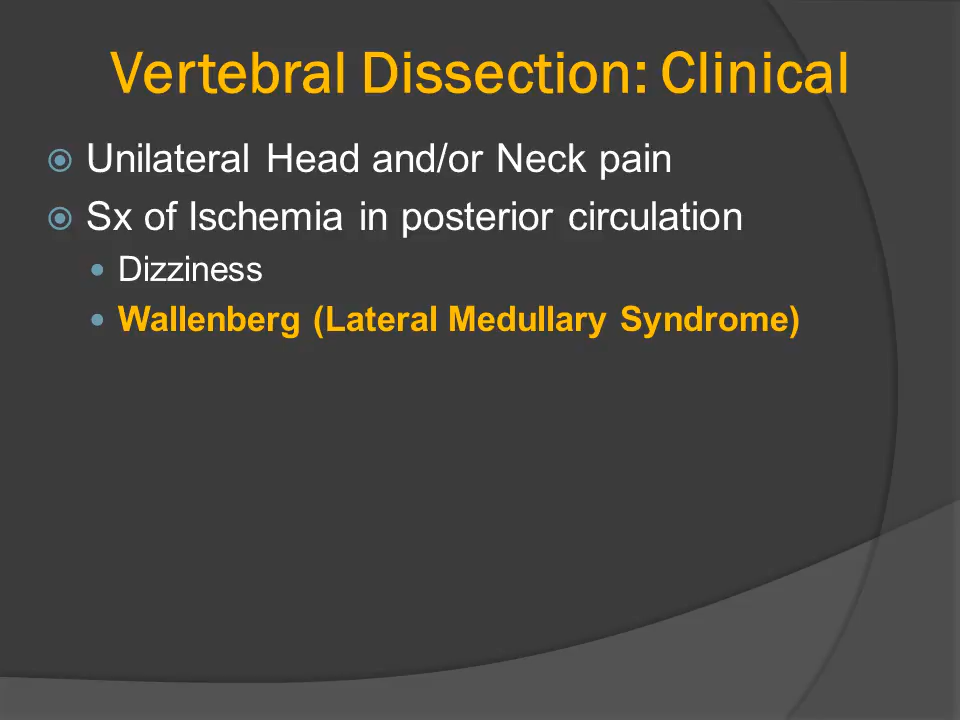 Vertebral Dissection: Clinical
Unilateral Head and/or Neck pain
Sx of Ischemia in posterior circulation
Dizziness
Wallenberg (Lateral Medullary Syndrome)